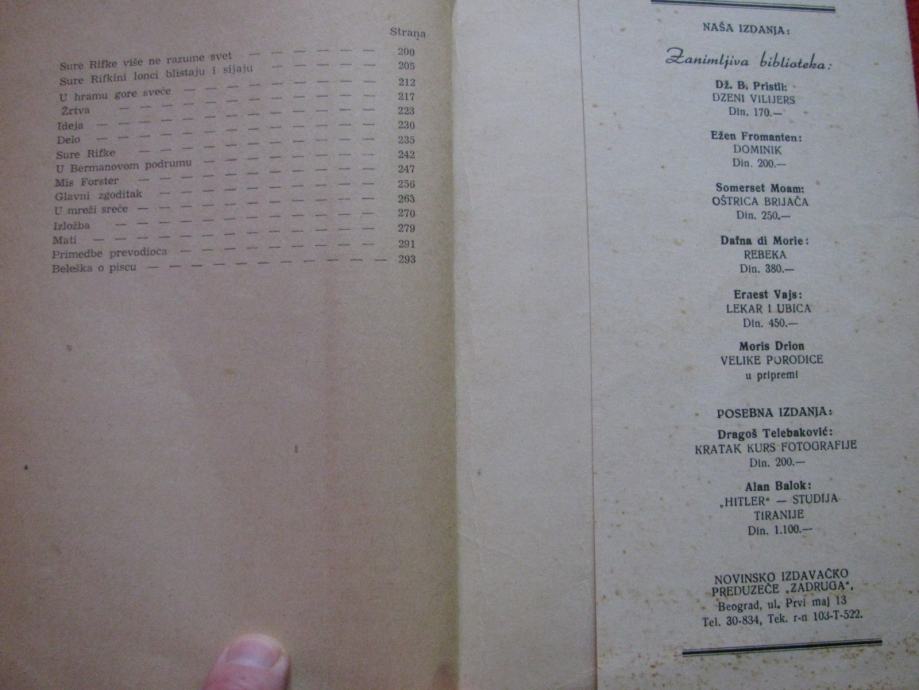 Strana
Sure Rifke više ne razume svet — — — — — — 200
Sure Rifkini lonci blistaju i sijaju — — — — — 205
U hramu gore sveće — — — — — — — — 212
Žrtva — — — — — — — — — — — 217
Ideja — — — — — — — — — — — 223
Delo — — — — — — — — — — — 230
Sure Rifke — — — — — — — — — — 235
U Bermanovom podrumu — — — — — — — 242
Mis Forster — — — — — — — — — — 247
Glavni zgoditak — — — — — — — — — 256
U mreži sreće — — — — — — — — — 263
Izložba — — — — — — — — — — 270
Mati — — — — — — — — — — — 279
Primedbe prevodioca — — — — — — — — 291
Beleška o piscu — — — — — — — — — 293
NAŠA IZDANJA:
Zanimljiva biblioteka:
Dž. B. Pristli:
DZENI VILIJERS
Din. 170.—
Ežen Fromanten:
DOMINIK
Din. 200.—
Somerset Moam:
OŠTRICA BRIJAČA
Din. 250.—
Dafna di Morie:
REBEKA
Din. 380.—
Ernest Vajs:
LEKAR I UBICA
Din. 450.—
Moris Drion
VELIKE PORODICE
u pripremi
POSEBNA IZDANJA:
Dragoš Telebaković:
KRATAK KURS FOTOGRAFIJE
Din. 200.—
Alan Balok:
„HITLER" — STUDIJA
TIRANIJE
Din. 1.100.—
NOVINSKO IZDAVAČKO
PREDUZEĆE „ZADRUGA",
Beograd, ul. Prvi maj 13
Tel. 30-834, Tek. r-n 103-T-522.